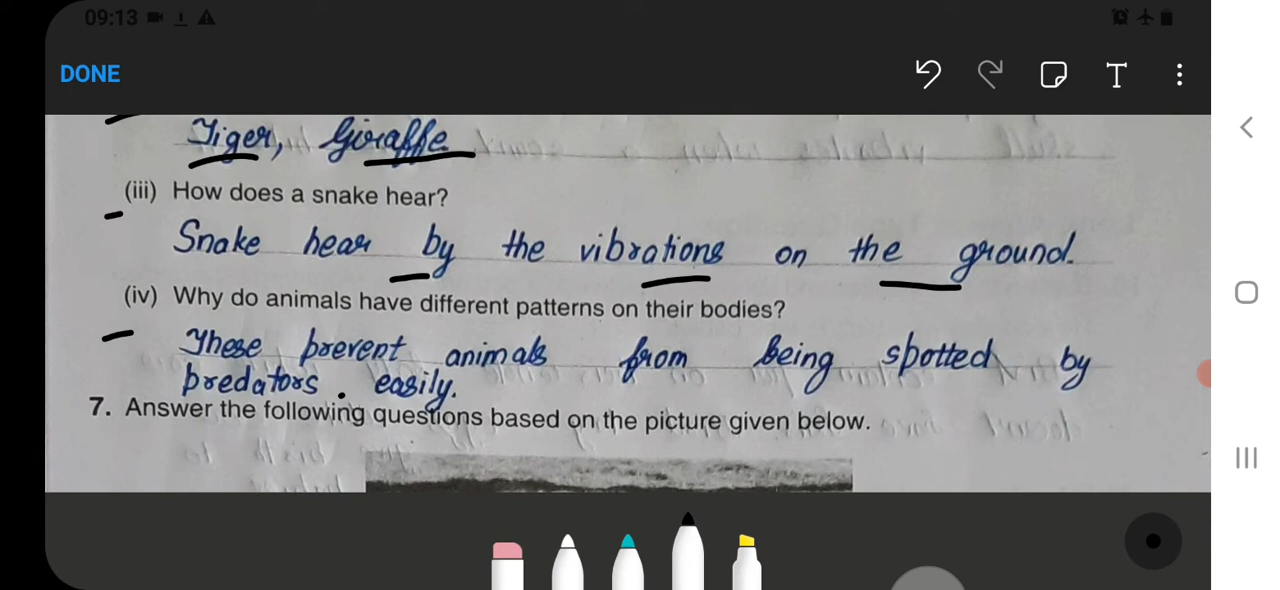 09:13
DONE
T
Tiger, Giraffe
(iii) How does a snake hear?
Snake hear by the vibrations on the ground.
(iv) Why do animals have different patterns on their bodies?
These prevent animals from being spotted by
predators easily.
7. Answer the following questions based on the picture given below.